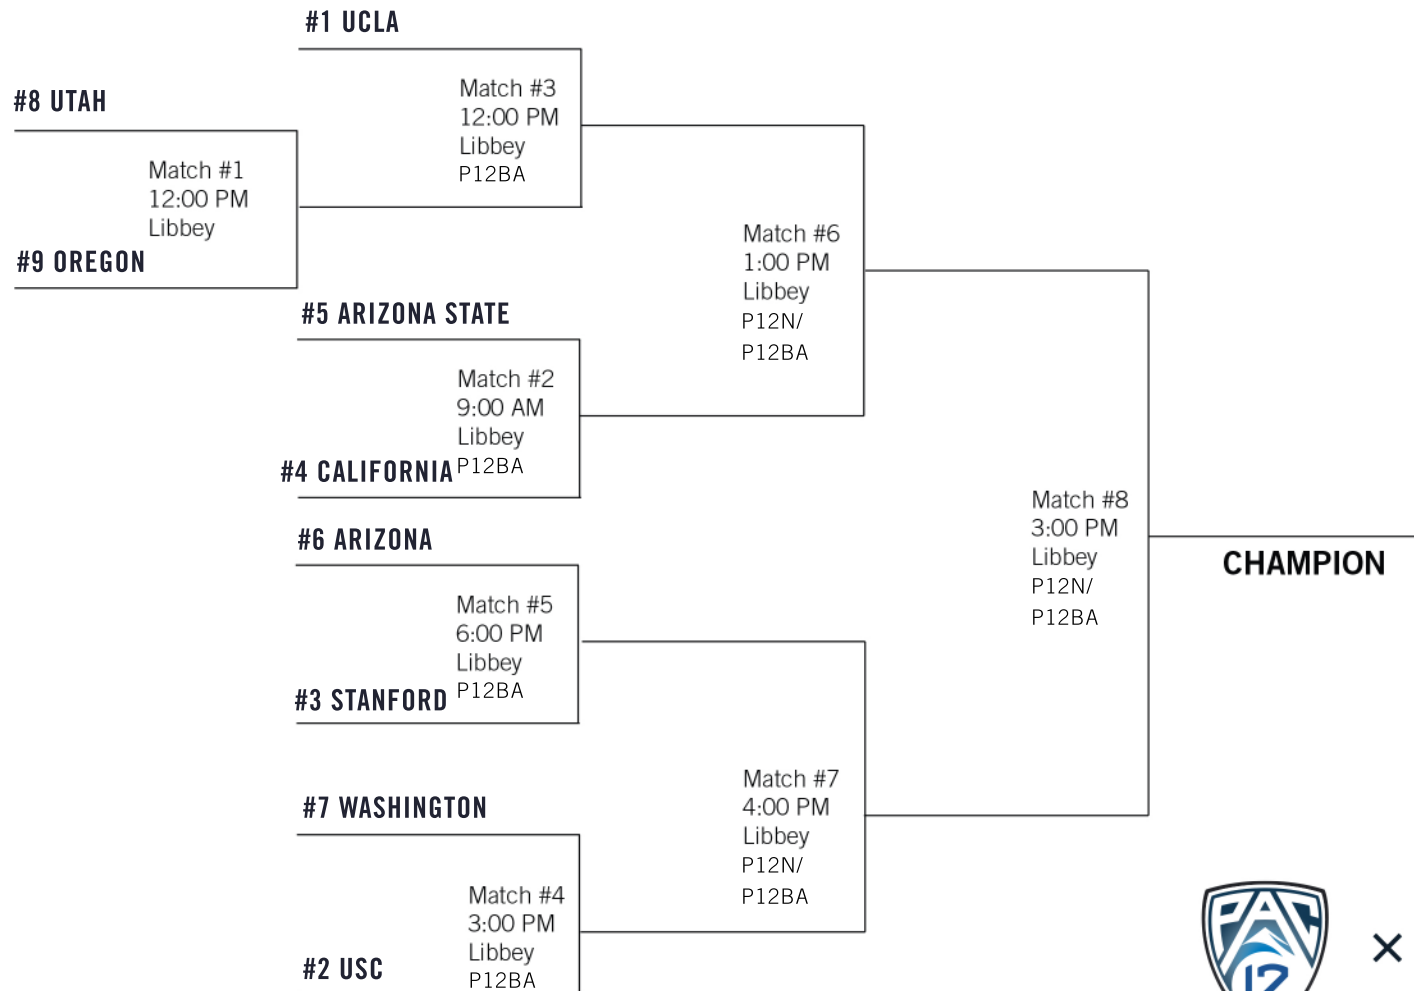 #1 UCLA
Match #3
12:00 PM
Libbey
P12BA
#8 UTAH
Match #1
12:00 PM
Libbey
#9 OREGON
Match #6
1:00 PM
Libbey
P12N/
P12BA
#5 ARIZONA STATE
Match #2
9:00 AM
Libbey
P12BA
#4 CALIFORNIA
Match #8
3:00 PM
Libbey
P12N/
P12BA
CHAMPION
#6 ARIZONA
Match #5
6:00 PM
Libbey
P12BA
#3 STANFORD
Match #7
4:00 PM
Libbey
P12N/
P12BA
#7 WASHINGTON
Match #4
3:00 PM
Libbey
P12BA
#2 USC
PAC
12